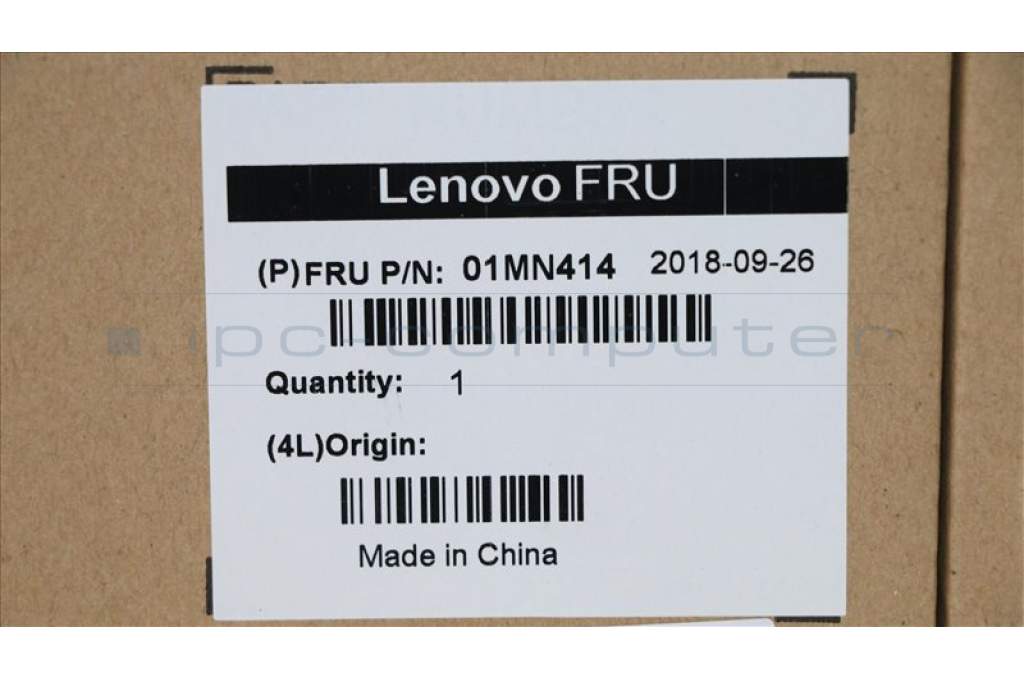 Lenovo FRU
(P)FRU P/N: 01MN414 2018-09-26
ipc-computer
Quantity: 1
(4L)Origin:
Made in China